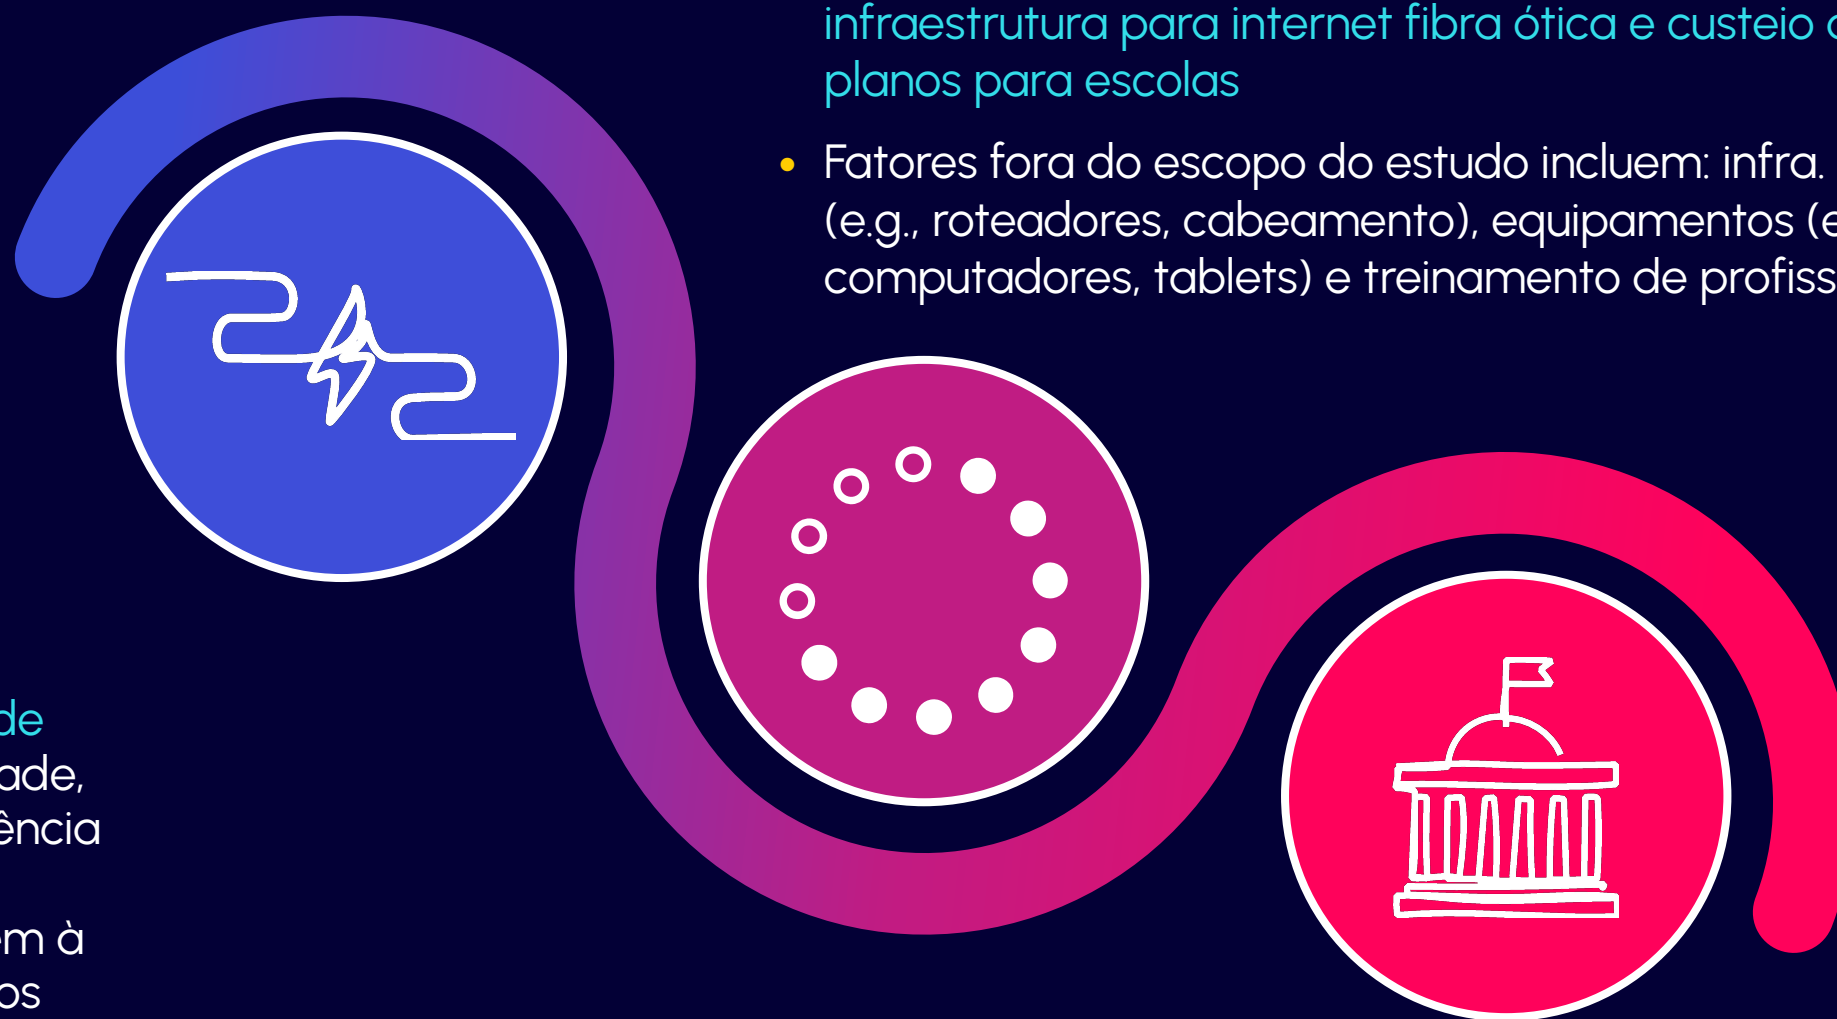 infraestrutura para internet fibra ótica e custeio
planos para escolas
• Fatores fora do escopo do estudo incluem: infra.
(e.g., roteadores, cabeamento), equipamentos (e
computadores, tablets) e treinamento de profiss
de
ade,
ência
em à
os